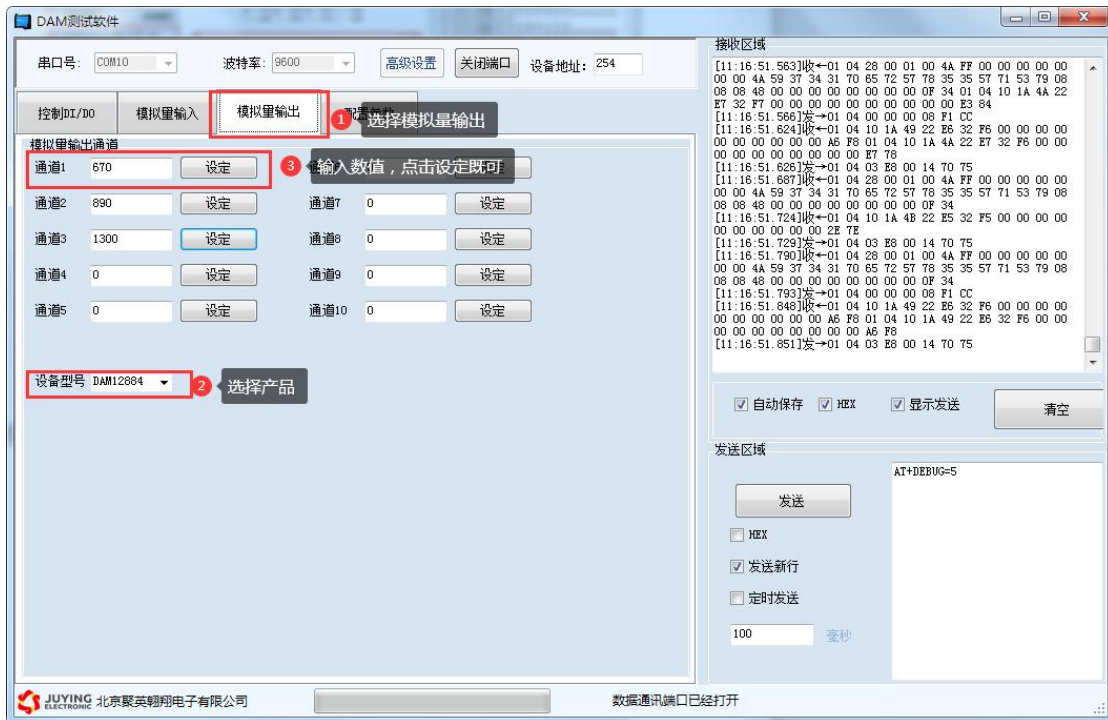 DAM测试软件
串口号: COM10 波特率: 9600 高级设置 关闭端口 设备地址: 254
控制DI/DO 模拟量输入 模拟量输出
1 选择模拟量输出
模拟量输出通道
通道1 670 设定 3 输入数值，点击设定既可
通道2 890 设定 通道7 0 设定
通道3 1300 设定 通道8 0 设定
通道4 0 设定 通道9 0 设定
通道5 0 设定 通道10 0 设定
设备型号 DAM12884 2 选择产品
接收区域
[11:16:51.563]收←01 04 28 00 01 00 4A FF 00 00 00 00 00
00 00 4A 59 37 34 31 70 65 72 57 78 35 35 57 71 53 79 08
08 08 48 00 00 00 00 00 00 00 00 0F 34 01 04 10 1A 4A 22
E7 32 F7 00 00 00 00 00 00 00 00 00 00 E3 84
[11:16:51.566]发→01 04 00 00 00 08 F1 CC
[11:16:51.624]收←01 04 10 1A 49 22 E6 32 F6 00 00 00 00
00 00 00 00 00 00 A6 F8 01 04 10 1A 4A 22 E7 32 F6 00 00
00 00 00 00 00 00 00 00 E7 78
[11:16:51.626]发→01 04 03 E8 00 14 70 75
[11:16:51.687]收←01 04 28 00 01 00 4A FF 00 00 00 00 00
00 00 4A 59 37 34 31 70 65 72 57 78 35 35 57 71 53 79 08
08 08 48 00 00 00 00 00 00 00 00 0F 34
[11:16:51.724]收←01 04 10 1A 4B 22 E5 32 F5 00 00 00 00
00 00 00 00 00 00 2E 7E
[11:16:51.729]发→01 04 03 E8 00 14 70 75
[11:16:51.790]收←01 04 28 00 01 00 4A FF 00 00 00 00 00
00 00 4A 59 37 34 31 70 65 72 57 78 35 35 57 71 53 79 08
08 08 48 00 00 00 00 00 00 00 00 0F 34
[11:16:51.793]发→01 04 00 00 00 08 F1 CC
[11:16:51.848]收←01 04 10 1A 49 22 E6 32 F6 00 00 00 00
00 00 00 00 00 00 A6 F8 01 04 10 1A 49 22 E6 32 F6 00 00
00 00 00 00 00 00 00 00 A6 F8
[11:16:51.851]发→01 04 03 E8 00 14 70 75
自动保存 HEX 显示发送 清空
发送区域
AT+DEBUG=5
发送
HEX
发送新行
定时发送
100 毫秒
JUYING ELECTRONIC 北京聚英翱翔电子有限公司 数据通讯端口已经打开